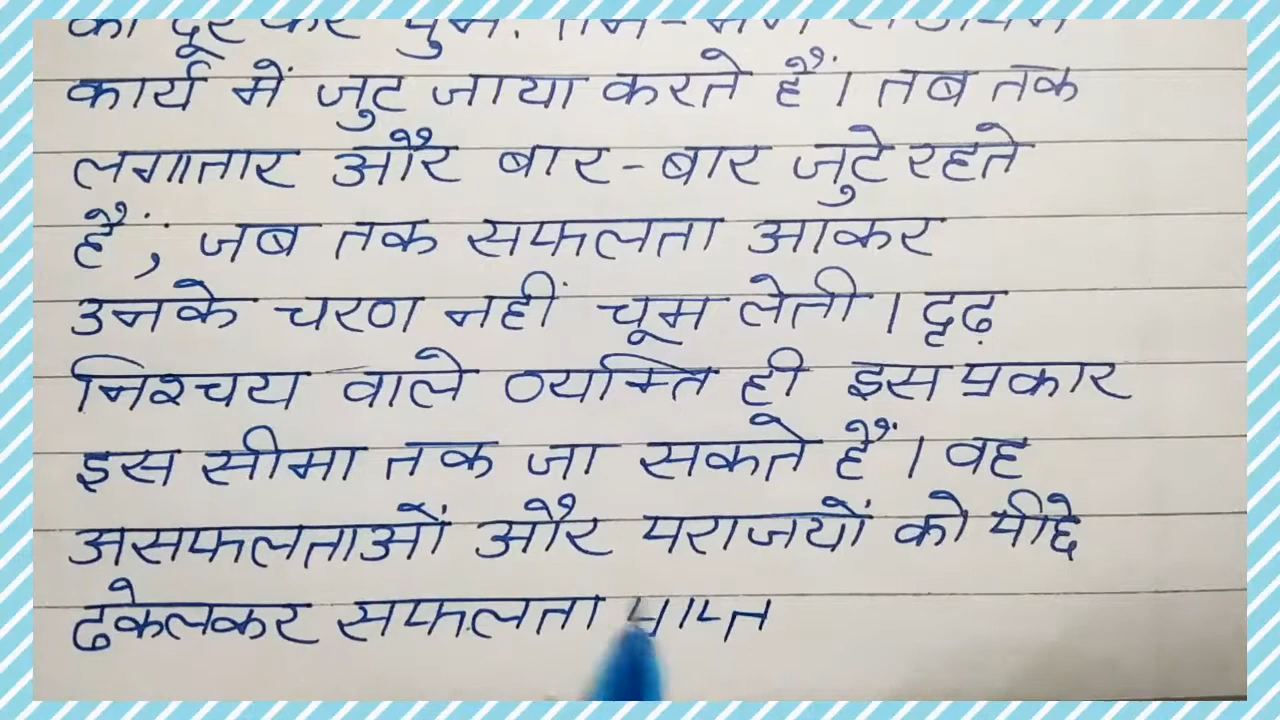 को दूर कर पुनः
कार्य में जुट जाया करते हैं। तब तक
लगातार और बार-बार जुटे रहते
हैं, जब तक सफलता आकर
उनके चरण नहीं चूम लेती। दृढ़
निश्चय वाले व्यक्ति ही इस प्रकार
इस सीमा तक जा सकते हैं। वह
असफलताओं और पराजयों को पीछे
ढकेलकर सफलता प्राप्त